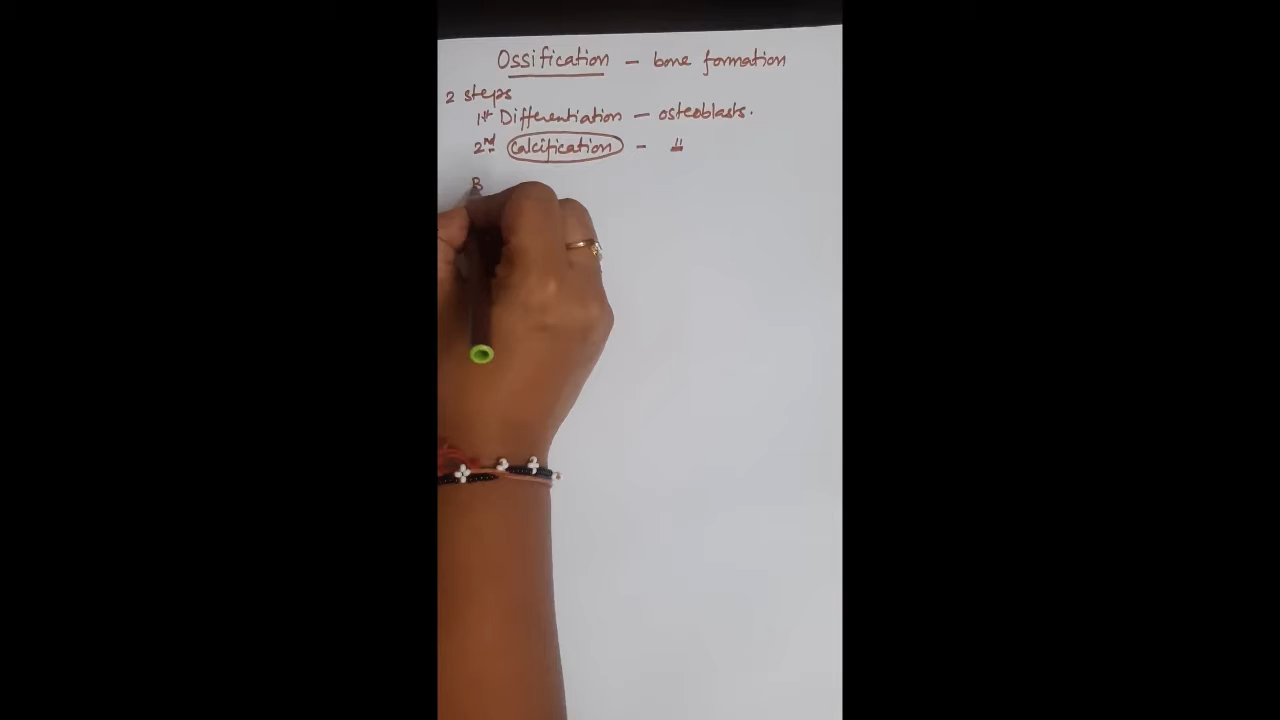 Ossification - bone formation
2 steps
1st Differentiation - osteoblasts.
2nd Calcification - "
B